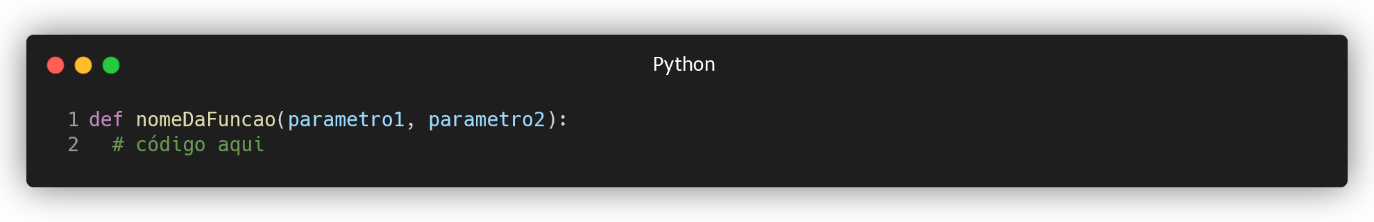 Python
1 def nomeDaFuncao(parametro1, parametro2):
2   # código aqui